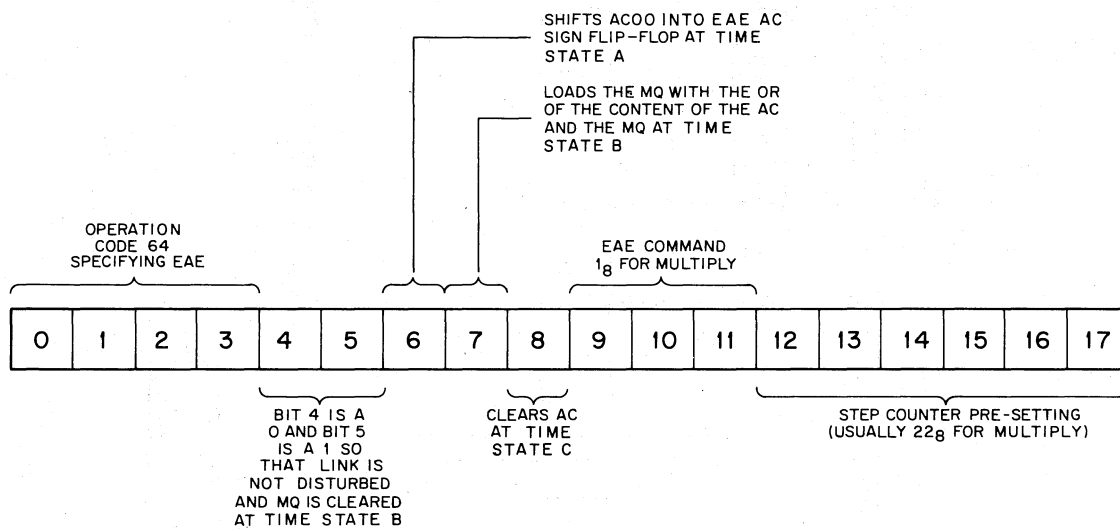 SHIFTS AC00 INTO EAE AC
SIGN FLIP-FLOP AT TIME
STATE A
LOADS THE MQ WITH THE OR
OF THE CONTENT OF THE AC
AND THE MQ AT TIME
STATE B
OPERATION
CODE 64
SPECIFYING EAE
EAE COMMAND
1₈ FOR MULTIPLY
0 1 2 3 4 5 6 7 8 9 10 11 12 13 14 15 16 17
BIT 4 IS A
0 AND BIT 5
IS A 1 SO
THAT LINK IS
NOT DISTURBED
AND MQ IS CLEARED
AT TIME STATE B
CLEARS AC
AT TIME
STATE C
STEP COUNTER PRE-SETTING
(USUALLY 22₈ FOR MULTIPLY)